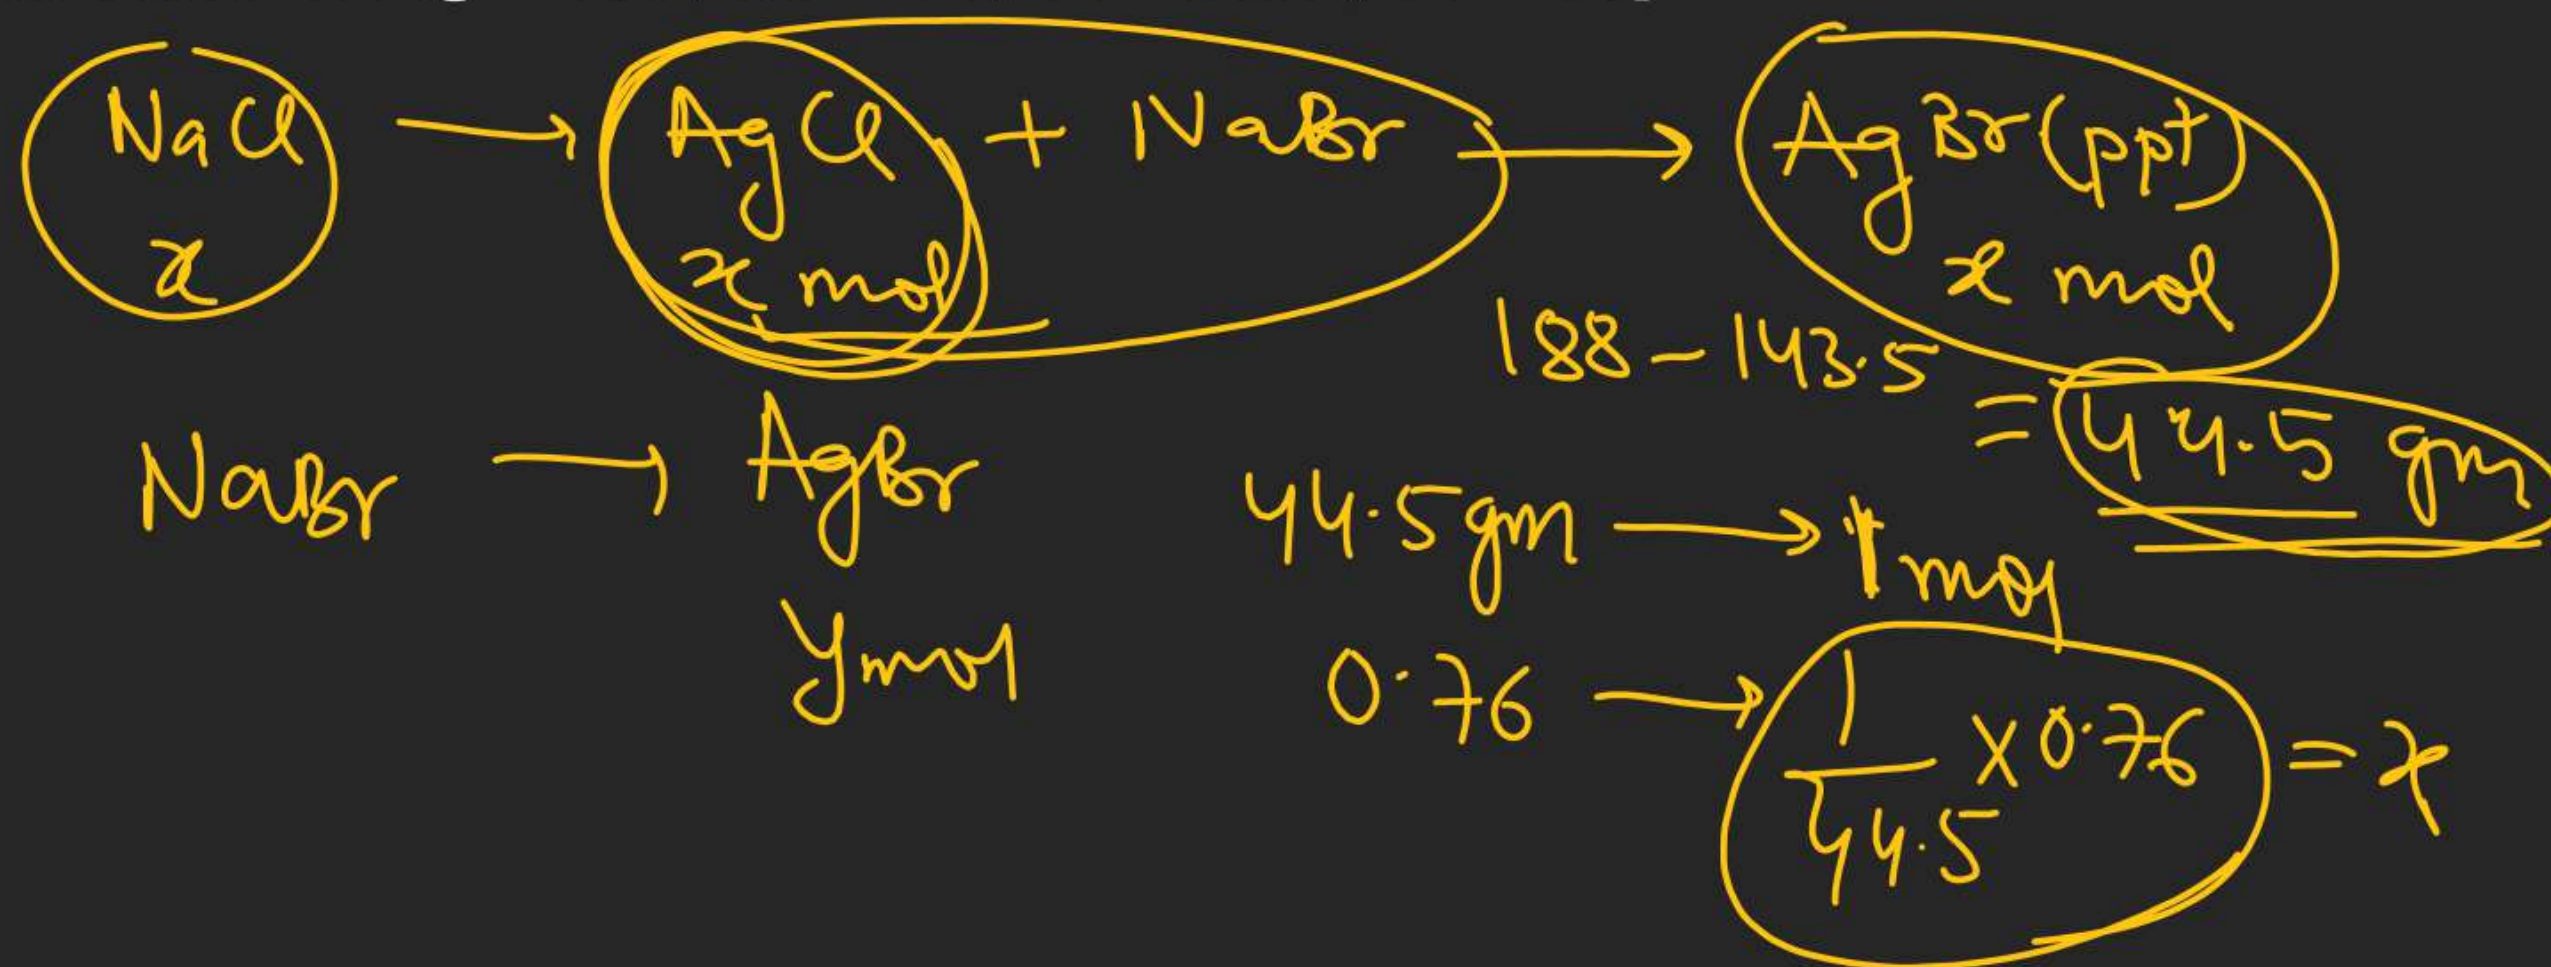 NaCl → AgCl + NaBr → AgBr (ppt)
x x mol x mol
188 - 143.5
= 44.5 gm
NaBr → AgBr 44.5 gm → 1 mol
Y mol 0.76 → 1/44.5 × 0.76 = x